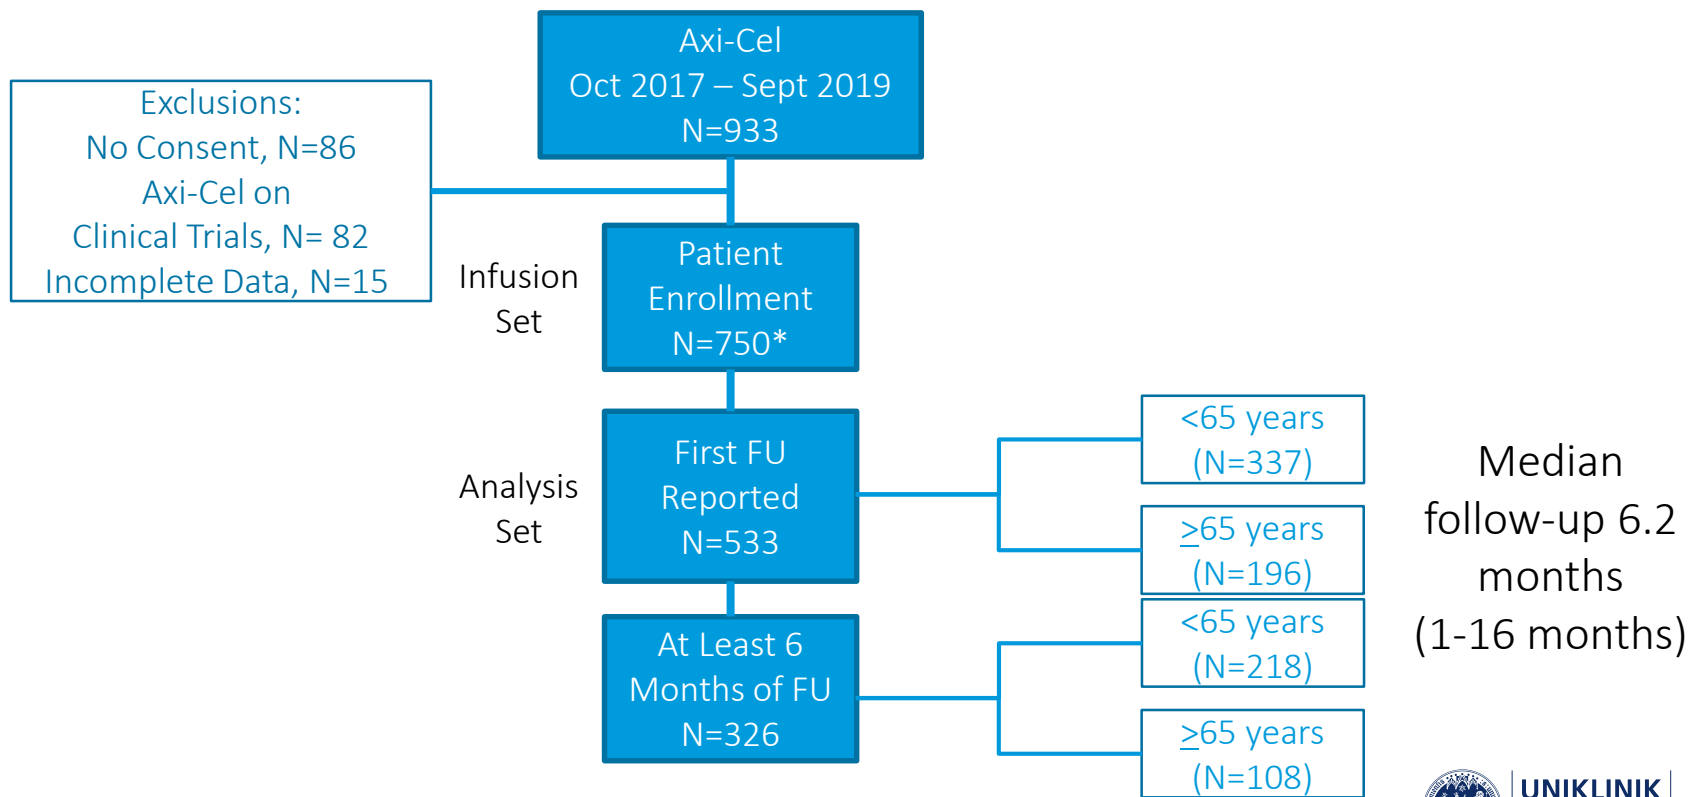 Axi-Cel
Oct 2017 – Sept 2019
N=933
Exclusions:
No Consent, N=86
Axi-Cel on
Clinical Trials, N= 82
Incomplete Data, N=15
Infusion
Set
Patient
Enrollment
N=750*
Analysis
Set
First FU
Reported
N=533
<65 years
(N=337)
≥65 years
(N=196)
At Least 6
Months of FU
N=326
<65 years
(N=218)
≥65 years
(N=108)
Median
follow-up 6.2
months
(1-16 months)
UNIKLINIK